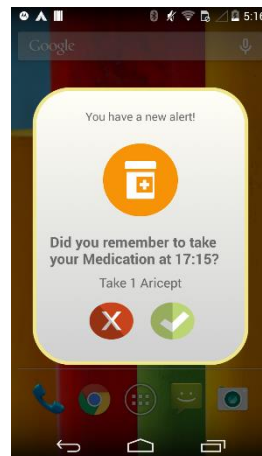 5:16
Google
You have a new alert!
Did you remember to take
your Medication at 17:15?
Take 1 Aricept